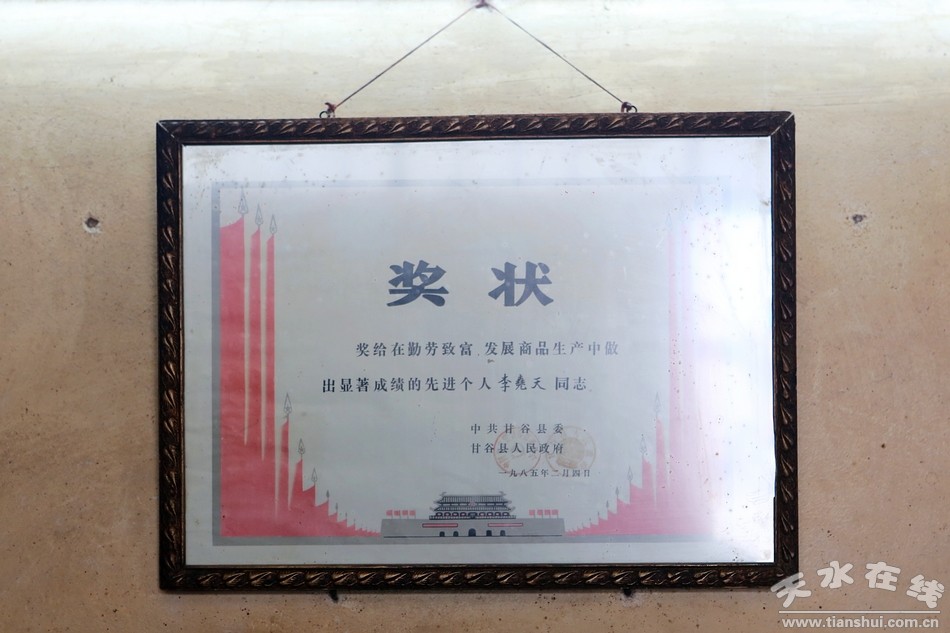 奖状
奖给在勤劳致富、发展商品生产中做
出显著成绩的先进个人李尧天同志
中共甘谷县委
甘谷县人民政府
一九八五年二月四日
天水在线
www.tianshui.com.cn